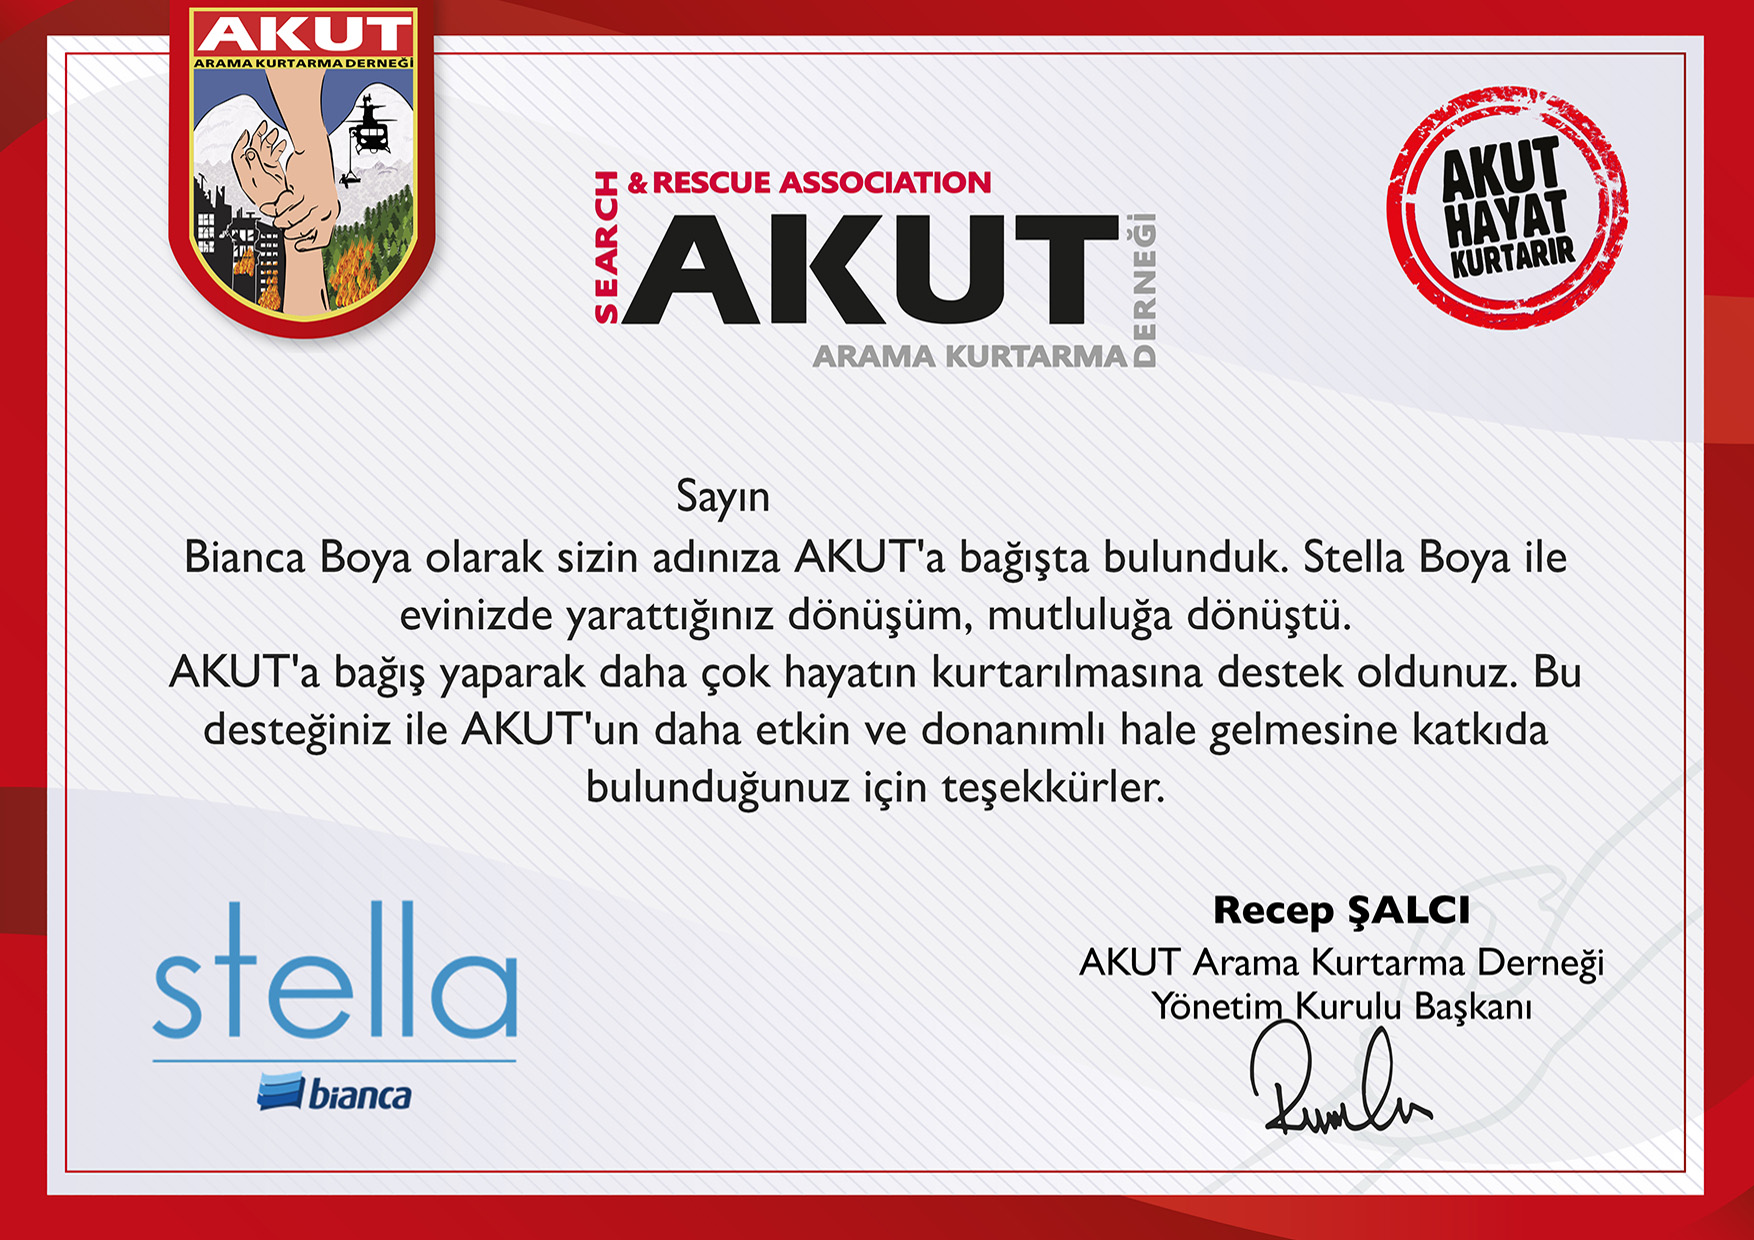 AKUT
ARAMA KURTARMA DERNEĞİ
SEARCH
& RESCUE ASSOCIATION
AKUT
ARAMA KURTARMA
DERNEĞİ
AKUT
HAYAT
KURTARIR
Sayın
Bianca Boya olarak sizin adınıza AKUT'a bağışta bulunduk. Stella Boya ile
evinizde yarattığınız dönüşüm, mutluluğa dönüştü.
AKUT'a bağış yaparak daha çok hayatın kurtarılmasına destek oldunuz. Bu
desteğiniz ile AKUT'un daha etkin ve donanımlı hale gelmesine katkıda
bulunduğunuz için teşekkürler.
stella
bianca
Recep ŞALCI
AKUT Arama Kurtarma Derneği
Yönetim Kurulu Başkanı